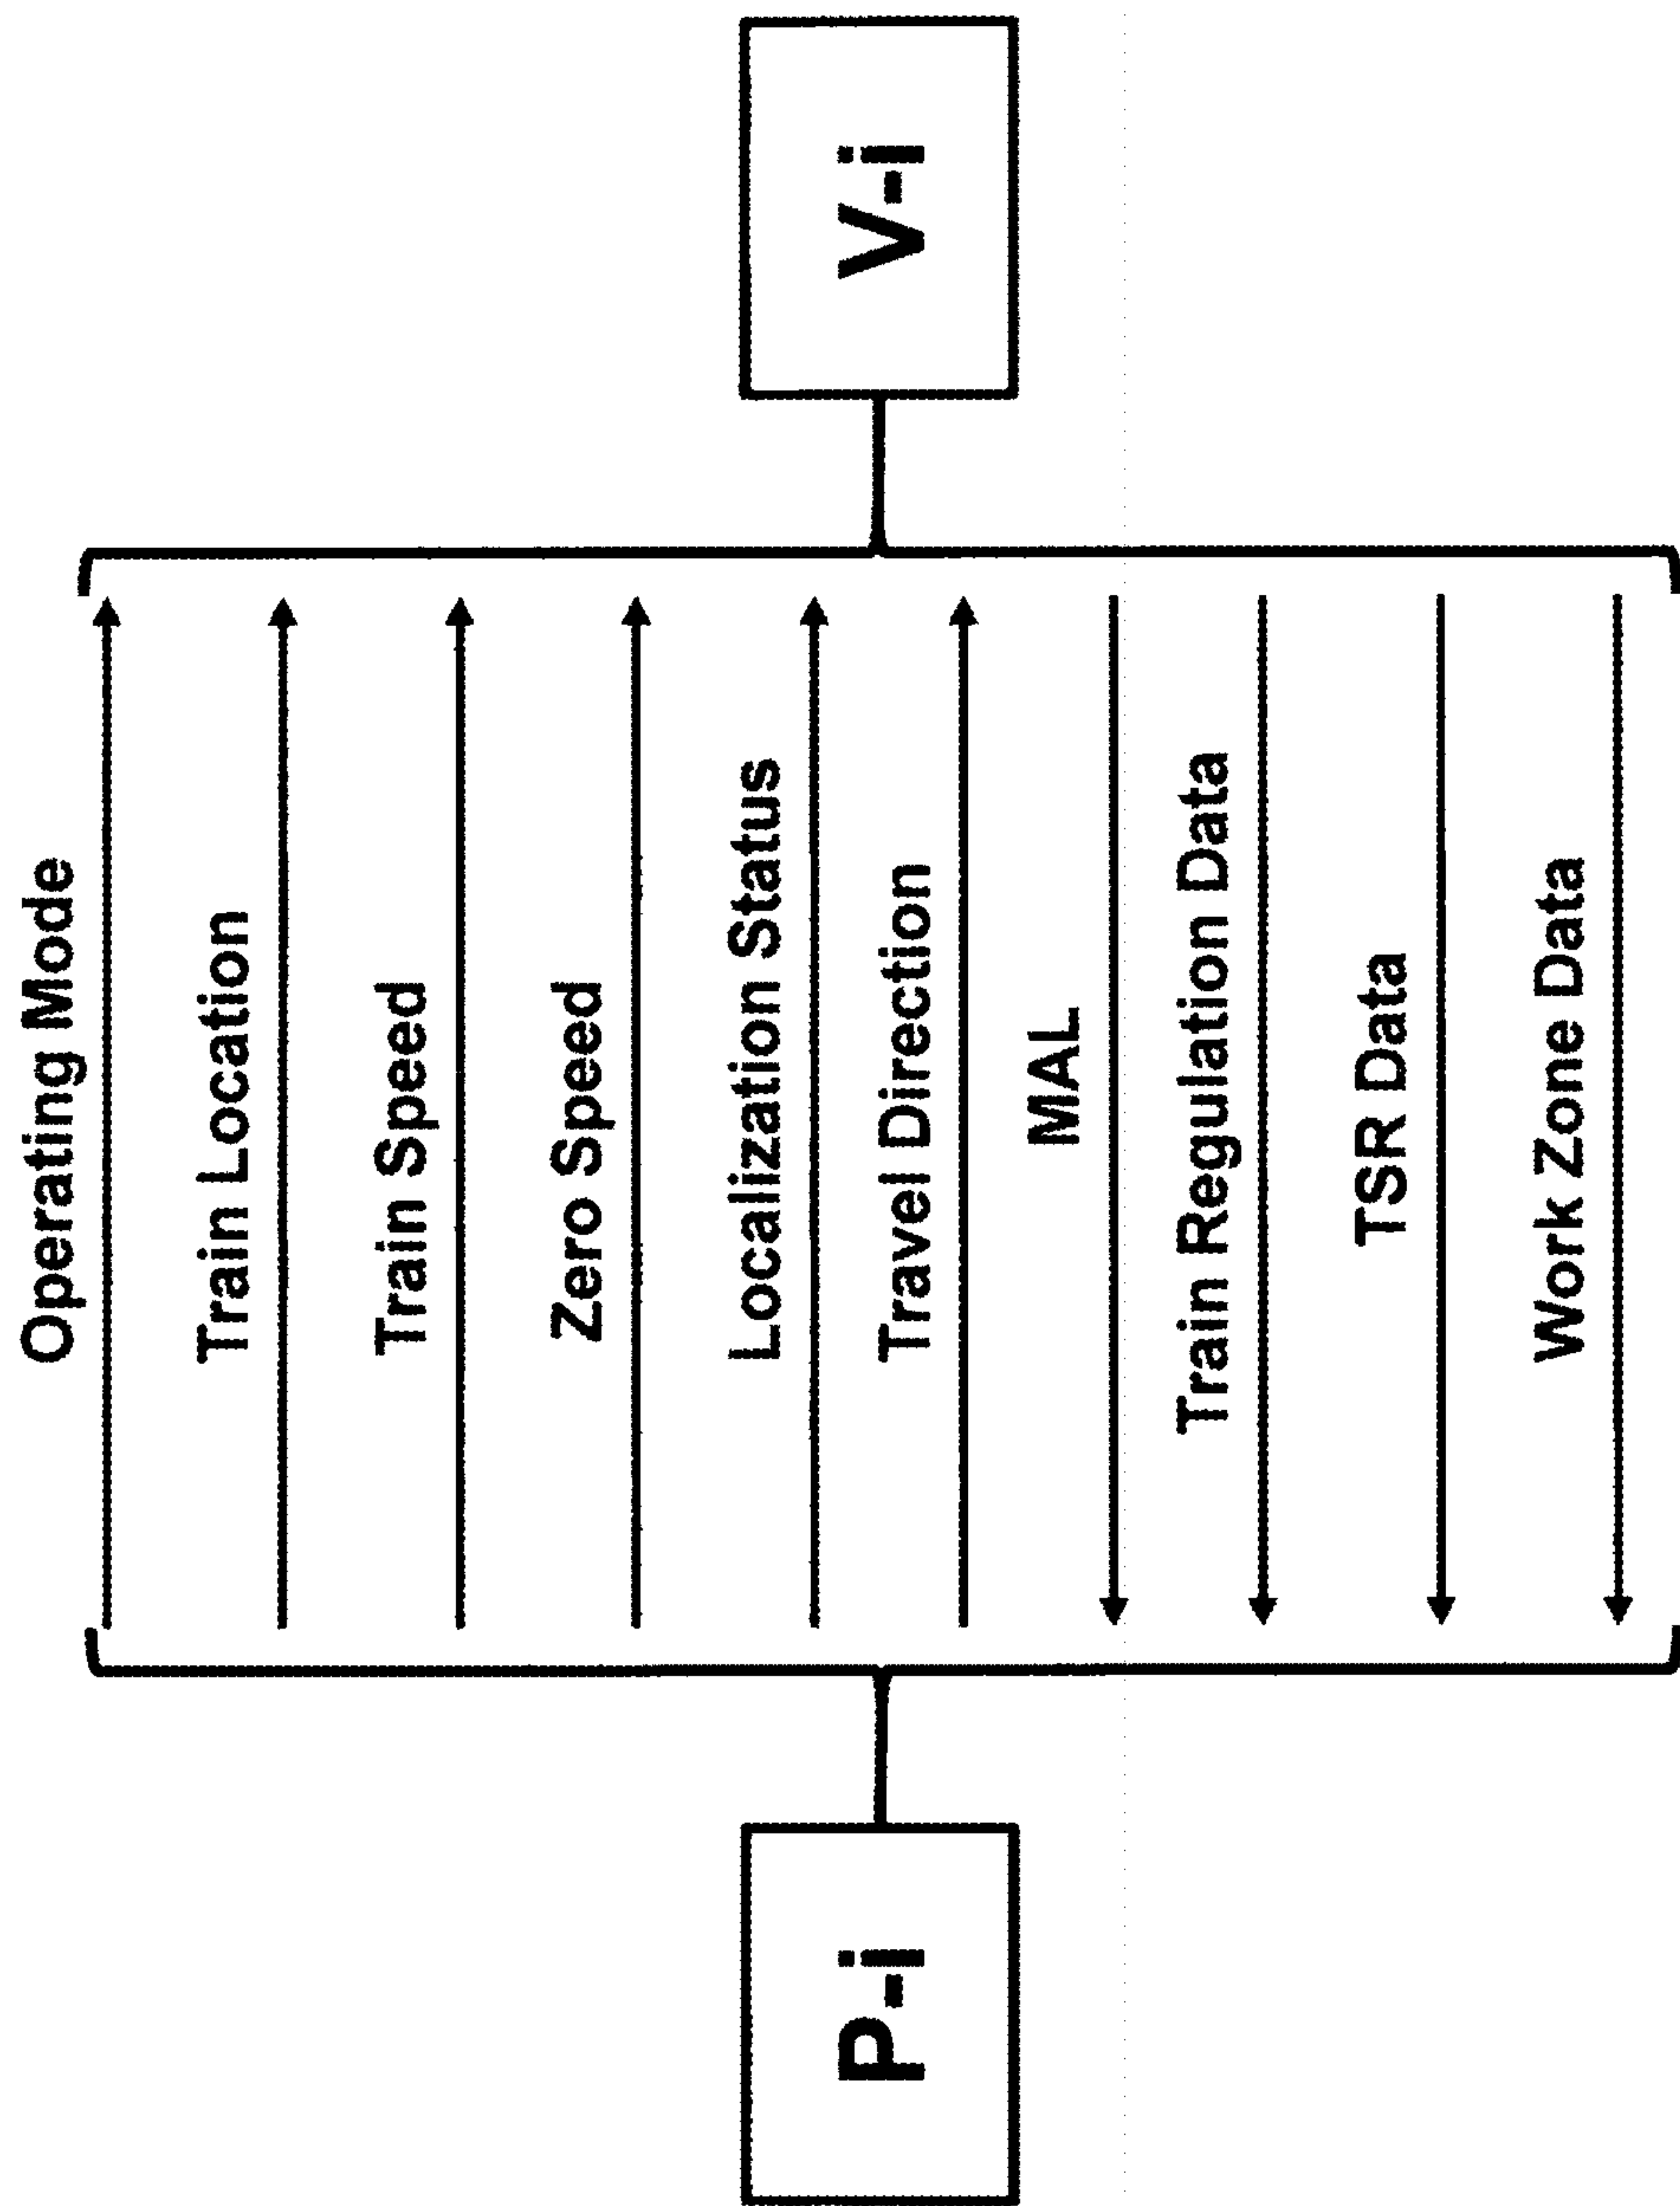 Operating Mode
Train Location
Train Speed
Zero Speed
Localization Status
Travel Direction
MAL
Train Regulation Data
TSR Data
Work Zone Data
P-i
V-i